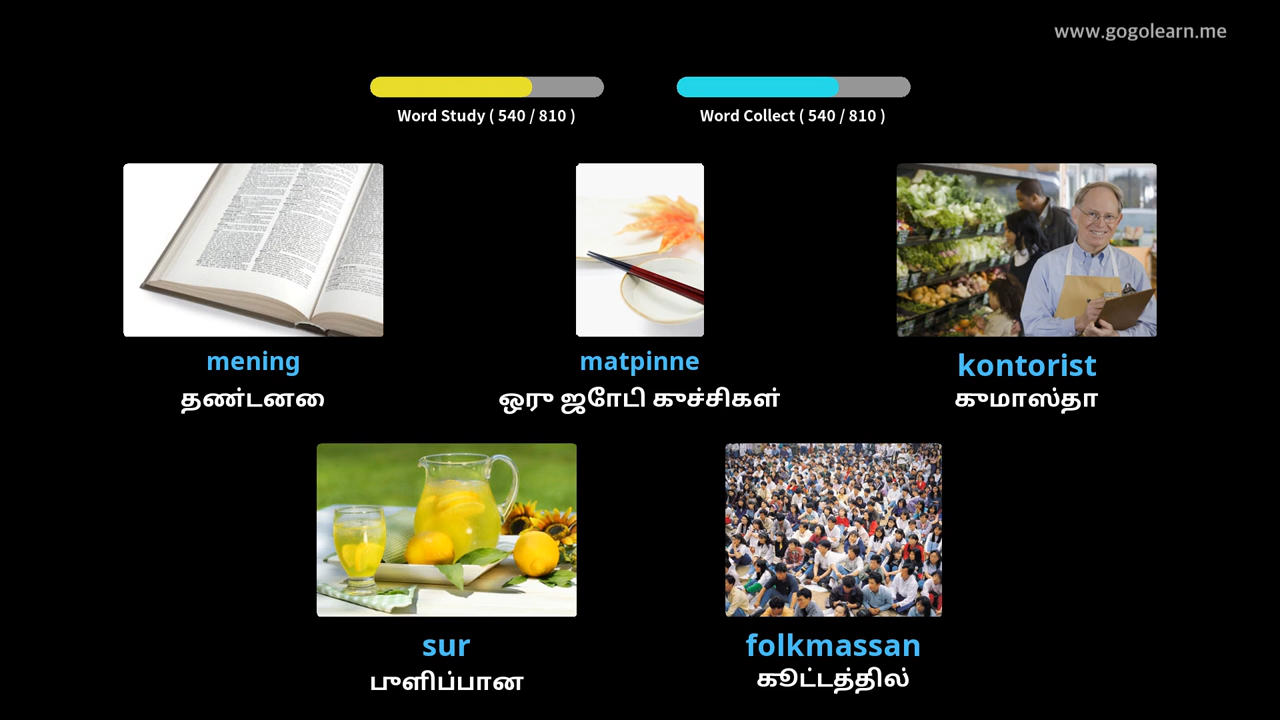 www.gogolearn.me
Word Study ( 540 / 810 )
Word Collect ( 540 / 810 )
mening
தண்டனை
matpinne
ஒரு ஜோடி குச்சிகள்
kontorist
குமாஸ்தா
sur
புளிப்பான
folkmassan
கூட்டத்தில்